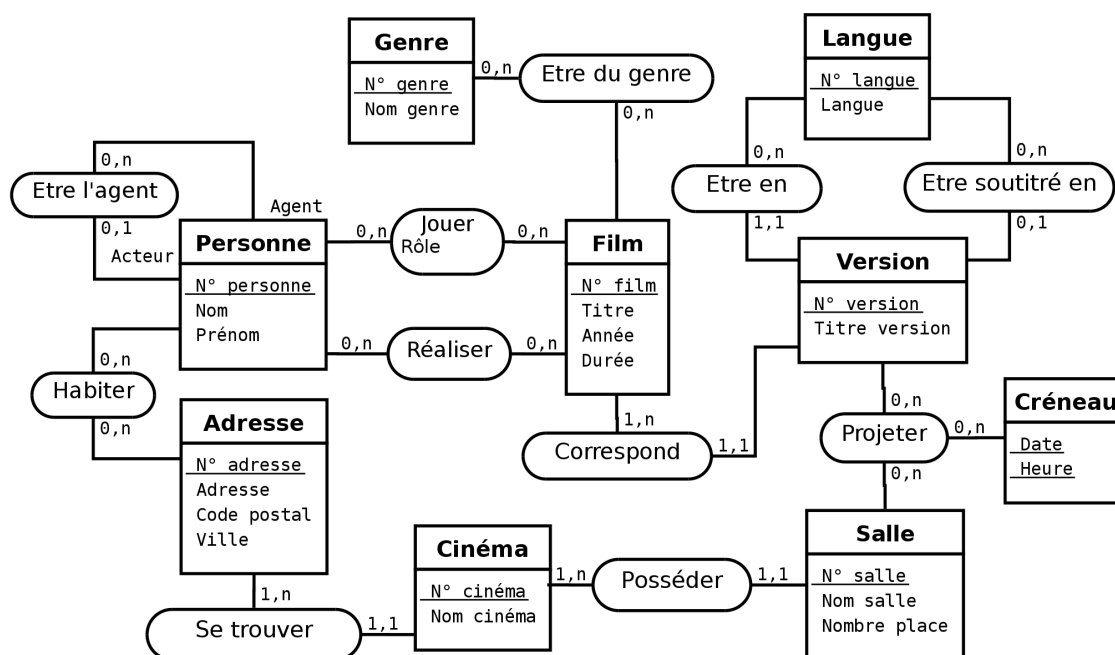 Genre
N° genre
Nom genre
0,n
Etre du genre
0,n
Langue
N° langue
Langue
0,n
Etre en
1,1
0,n
Etre soutitré en
0,1
0,n
Etre l'agent
0,1
Acteur
Agent
Personne
N° personne
Nom
Prénom
0,n
Jouer
Rôle
0,n
Film
N° film
Titre
Année
Durée
0,n
Réaliser
0,n
Version
N° version
Titre version
0,n
Habiter
0,n
Adresse
N° adresse
Adresse
Code postal
Ville
1,n
Correspond
1,1
0,n
Projeter
0,n
0,n
Créneau
Date
Heure
Salle
N° salle
Nom salle
Nombre place
Cinéma
N° cinéma
Nom cinéma
1,n
Posséder
1,1
1,n
Se trouver
1,1